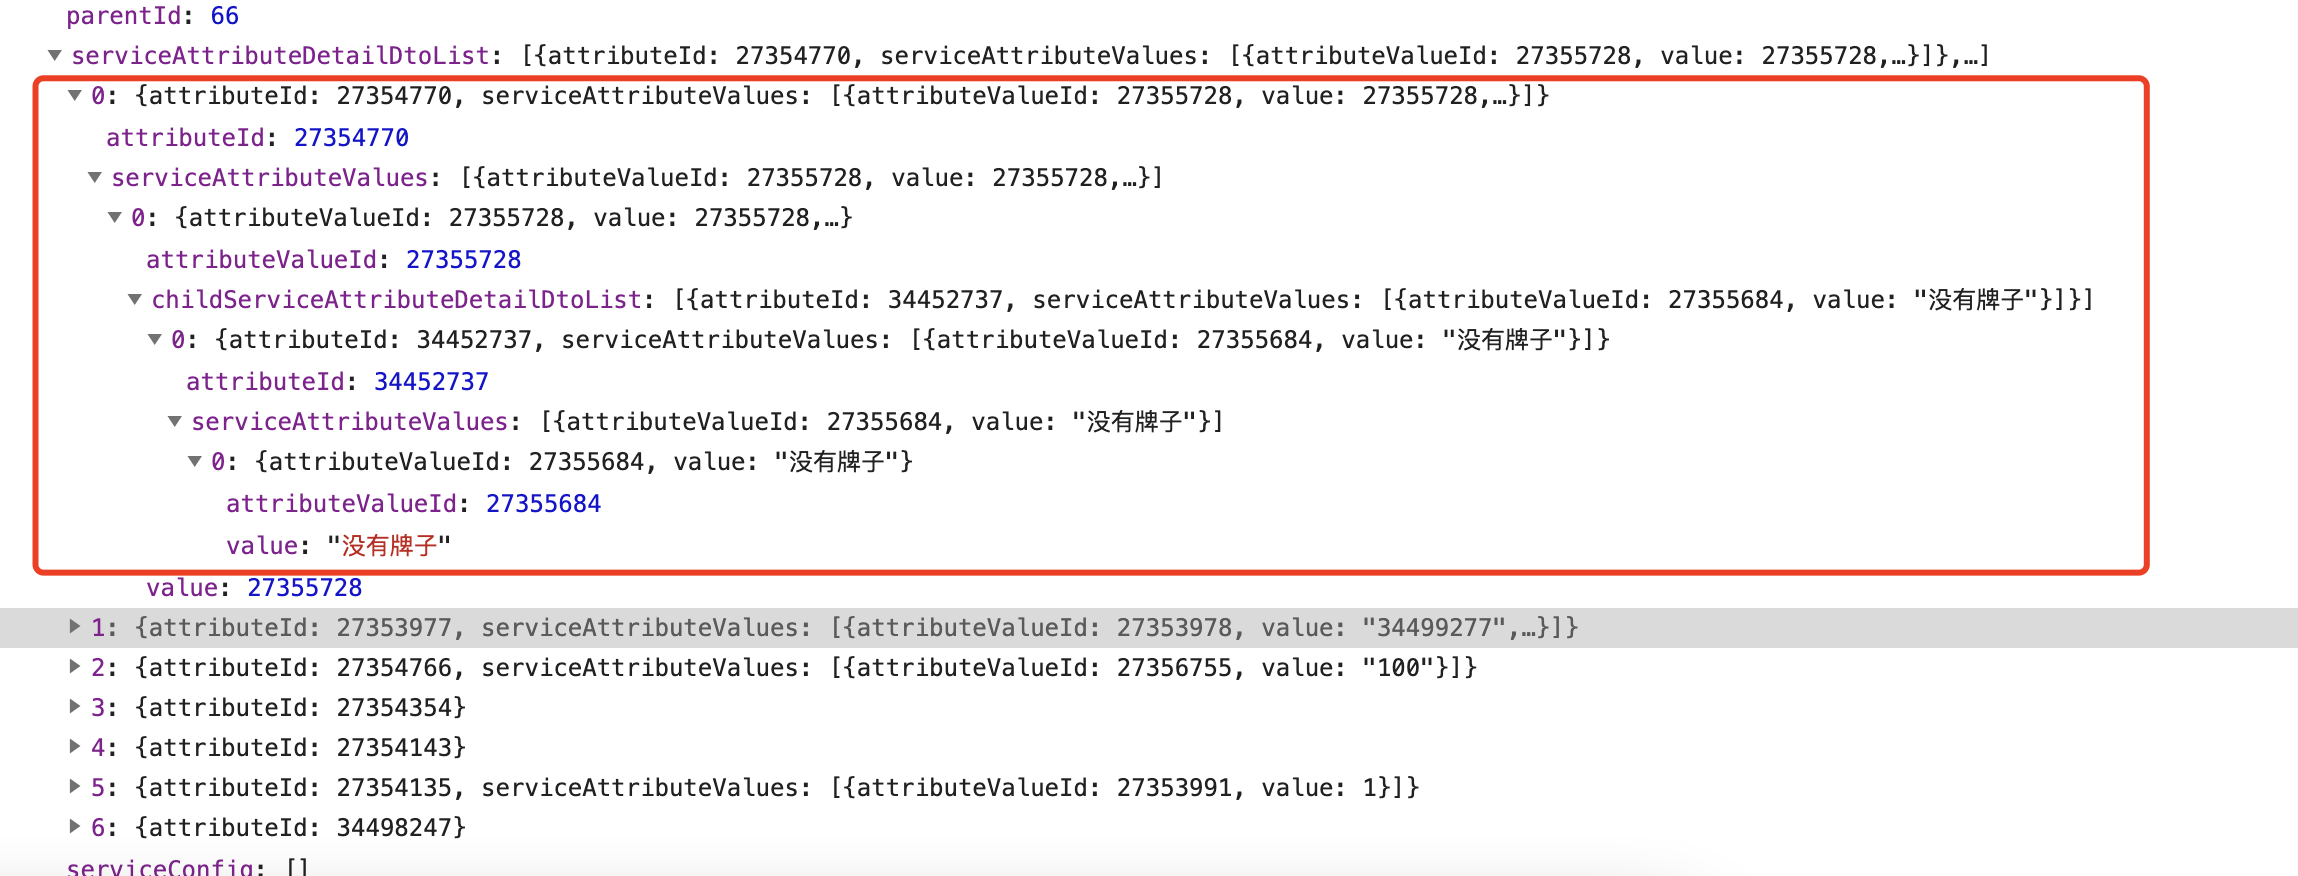 parentId: 66
serviceAttributeDetailDtoList: [{attributeId: 27354770, serviceAttributeValues: [{attributeValueId: 27355728, value: 27355728,…}]},…]
0: {attributeId: 27354770, serviceAttributeValues: [{attributeValueId: 27355728, value: 27355728,…}]}
attributeId: 27354770
serviceAttributeValues: [{attributeValueId: 27355728, value: 27355728,…}]
0: {attributeValueId: 27355728, value: 27355728,…}
attributeValueId: 27355728
childServiceAttributeDetailDtoList: [{attributeId: 34452737, serviceAttributeValues: [{attributeValueId: 27355684, value: "没有牌子"}]}]
0: {attributeId: 34452737, serviceAttributeValues: [{attributeValueId: 27355684, value: "没有牌子"}]}
attributeId: 34452737
serviceAttributeValues: [{attributeValueId: 27355684, value: "没有牌子"}]
0: {attributeValueId: 27355684, value: "没有牌子"}
attributeValueId: 27355684
value: "没有牌子"
value: 27355728
1: {attributeId: 27353977, serviceAttributeValues: [{attributeValueId: 27353978, value: "34499277",…}]}
2: {attributeId: 27354766, serviceAttributeValues: [{attributeValueId: 27356755, value: "100"}]}
3: {attributeId: 27354354}
4: {attributeId: 27354143}
5: {attributeId: 27354135, serviceAttributeValues: [{attributeValueId: 27353991, value: 1}]}
6: {attributeId: 34498247}
serviceConfig: []